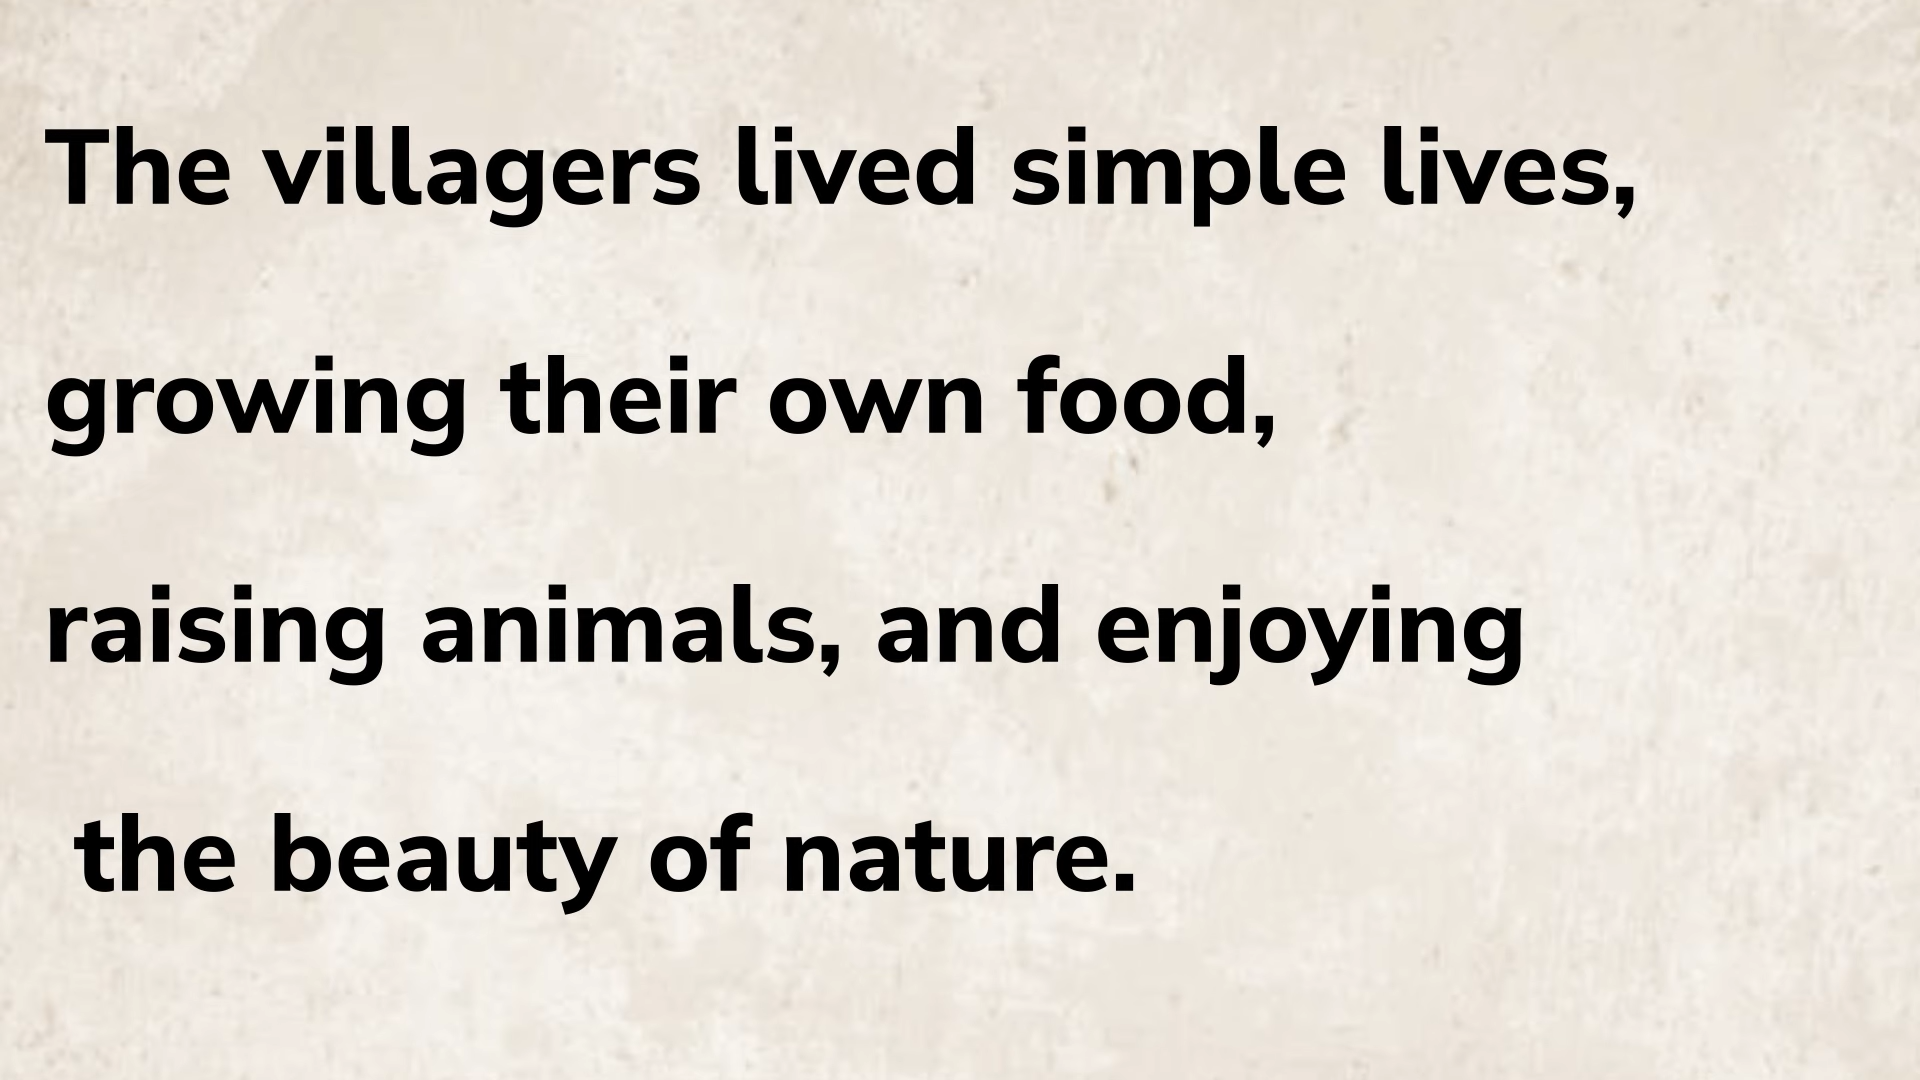 The villagers lived simple lives,
growing their own food,
raising animals, and enjoying
the beauty of nature.